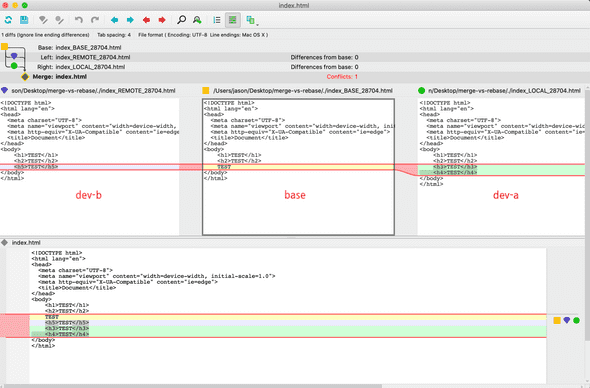 index.html
1 diffs (Ignore line ending differences) Tab spacing: 4 File format ( Encoding: UTF-8 Line endings: Mac OS X )
Base: index_BASE_28704.html
Left: index_REMOTE_28704.html Differences from base: 0
Right: index_LOCAL_28704.html Differences from base: 0
Merge: index.html Conflicts: 1
son/Desktop/merge-vs-rebase/./index_REMOTE_28704.html
<!DOCTYPE html>
<html lang="en">
<head>
<meta charset="UTF-8">
<meta name="viewport" content="width=device-width,
<meta http-equiv="X-UA-Compatible" content="ie=edge">
<title>Document</title>
</head>
<body>
<h1>TEST</h1>
<h2>TEST</h2>
<h5>TEST</h5>
</body>
</html>
dev-b
/Users/jason/Desktop/merge-vs-rebase/./index_BASE_28704.html
<!DOCTYPE html>
<html lang="en">
<head>
<meta charset="UTF-8">
<meta name="viewport" content="width=device-width, in
<meta http-equiv="X-UA-Compatible" content="ie=edge">
<title>Document</title>
</head>
<body>
<h1>TEST</h1>
<h2>TEST</h2>
TEST
</body>
</html>
base
n/Desktop/merge-vs-rebase/./index_LOCAL_28704.html
<!DOCTYPE html>
<html lang="en">
<head>
<meta charset="UTF-8">
<meta name="viewport" content="width=device-width,
<meta http-equiv="X-UA-Compatible" content="ie=edge
<title>Document</title>
</head>
<body>
<h1>TEST</h1>
<h2>TEST</h2>
<h3>TEST</h3>
<h4>TEST</h4>
</body>
</html>
dev-a
index.html
<!DOCTYPE html>
<html lang="en">
<head>
<meta charset="UTF-8">
<meta name="viewport" content="width=device-width, initial-scale=1.0">
<meta http-equiv="X-UA-Compatible" content="ie=edge">
<title>Document</title>
</head>
<body>
<h1>TEST</h1>
<h2>TEST</h2>
TEST
<h5>TEST</h5>
<h3>TEST</h3>
<h4>TEST</h4>
</body>
</html>